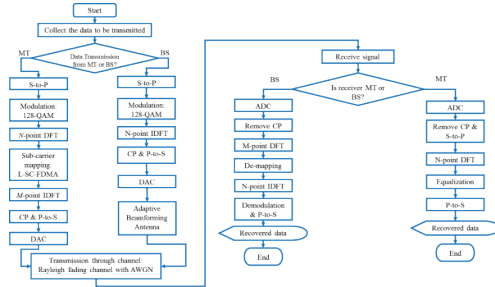 Start
Collect the data to be transmitted
Data Transmission
from MT or BS?
MT
BS
S-to-P
Modulation:
128-QAM
N-point DFT
Sub-carrier
mapping:
L-SC-FDMA
M-point IDFT
CP & P-to-S
DAC
S-to-P
Modulation:
128-QAM
N-point IDFT
CP & P-to-S
DAC
Adaptive
Beamforming
Antenna
Transmission through channel:
Rayleigh fading channel with AWGN
Receive signal
Is receiver MT or
BS?
BS
MT
ADC
Remove CP
M-point DFT
De-mapping
N-point IDFT
Demodulation
& P-to-S
Recovered data
End
ADC
Remove CP &
S-to-P
N-point DFT
Equalization
P-to-S
Recovered data
End